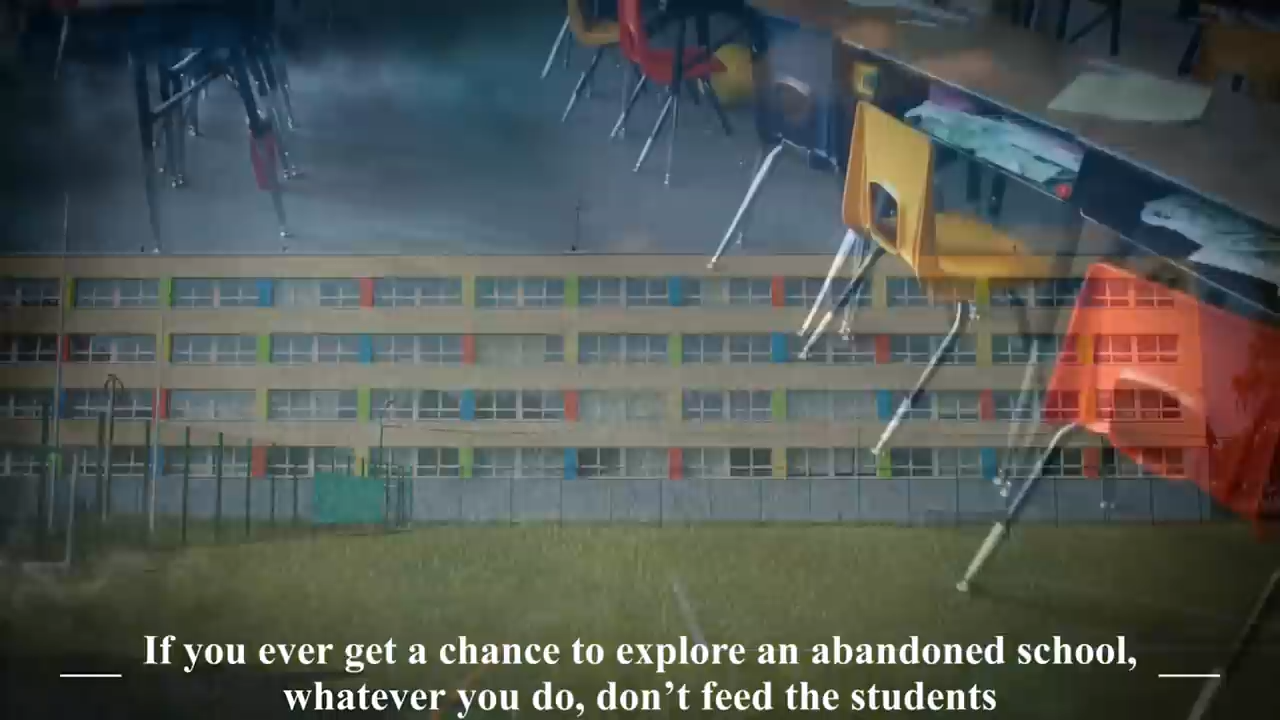 If you ever get a chance to explore an abandoned school,
whatever you do, don’t feed the students